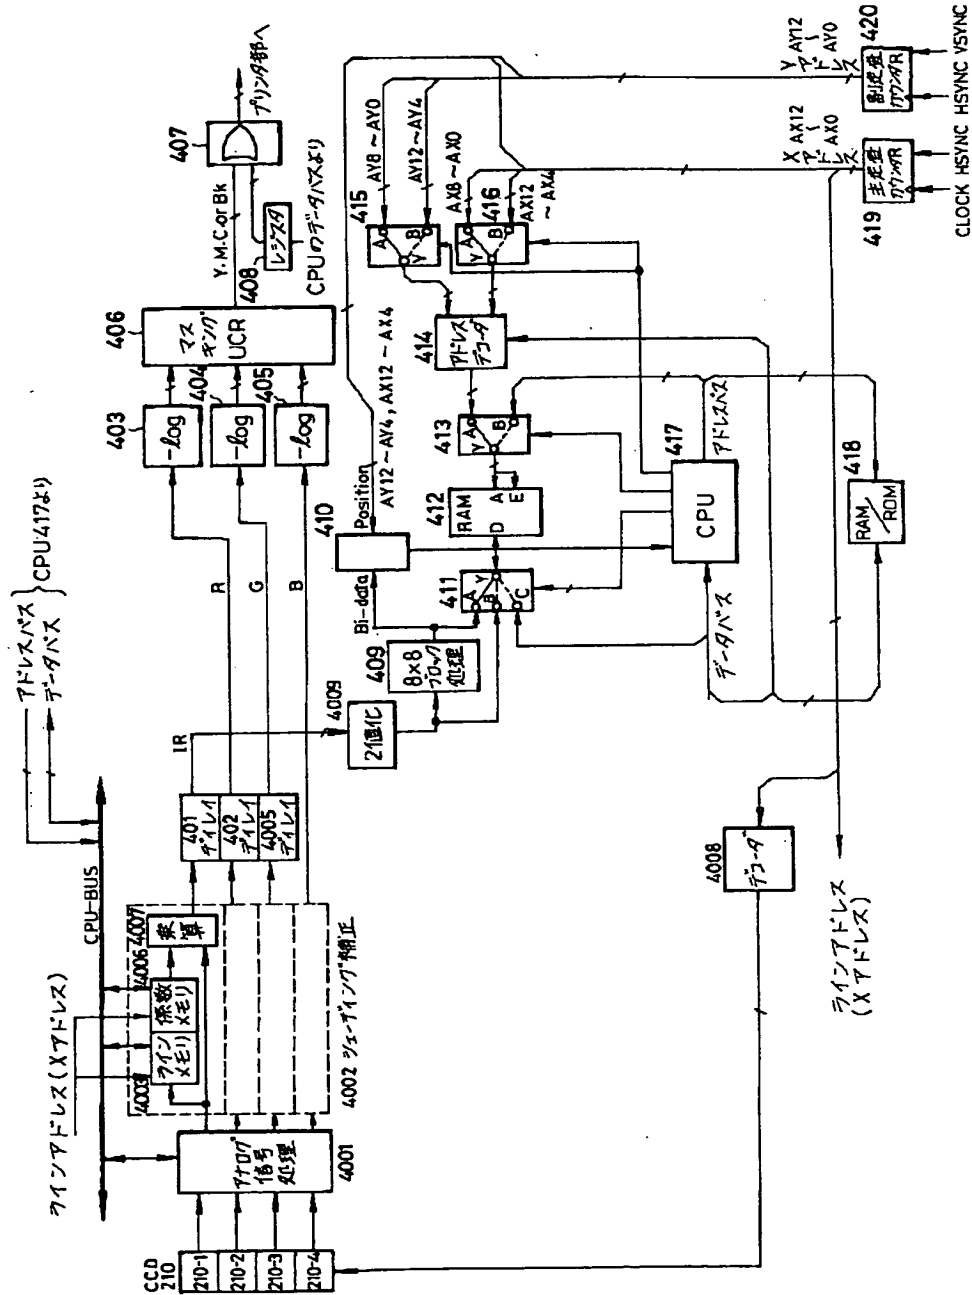 アドレスバス
データバス
CPU417より
CPU-BUS
ラインアドレス(Xアドレス)
CCD
210
210-1
210-2
210-3
210-4
アナログ
信号
処理
4001
4003
ライン
メモリ
4006
係数
メモリ
4007
乗算
4002 シェーディング補正
401
ディレイ
402
ディレイ
4005
ディレイ
IR
R
G
B
403
-log
404
-log
405
-log
406
マス
キング
UCR
Y・M・C・or Bk
407
プリンタ部へ
408
レジスタ
CPUのデータバスより
4009
2値化
409
8×8
ブロック
処理
Bi-data
410
Position
AY12~AY4, AX12~AX4
411
A
B
C
Y
412
RAM
D
A
E
413
A
B
Y
414
アドレス
デコーダ
415
A
B
Y
AY8~AY0
AY12~AY4
416
A
B
Y
AX8~AX0
AX12
~AX4
417
CPU
アドレスバス
データバス
418
RAM/ROM
4008
デコーダ
ラインアドレス
(Xアドレス)
X
アドレス
AX12
~
AX0
Y
アドレス
AY12
~
AY0
419
主走査
カウンタR
420
副走査
カウンタR
CLOCK HSYNC
HSYNC VSYNC